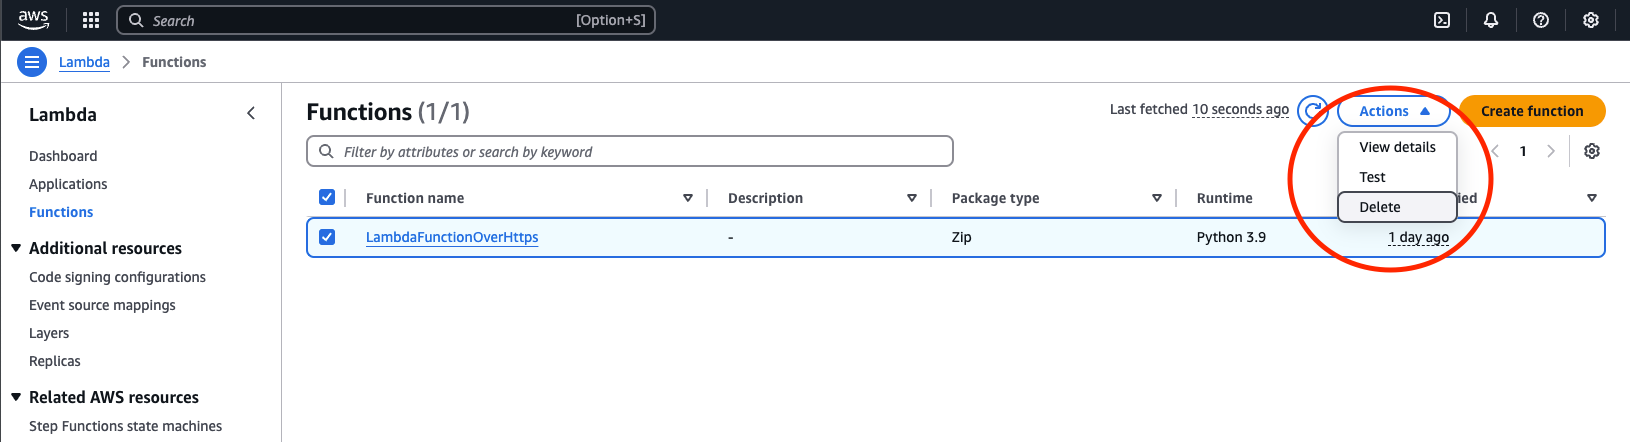 aws
Search
[Option+S]
Lambda
Functions
Lambda
Dashboard
Applications
Functions
Additional resources
Code signing configurations
Event source mappings
Layers
Replicas
Related AWS resources
Step Functions state machines
Functions (1/1)
Last fetched 10 seconds ago
Actions
Create function
Filter by attributes or search by keyword
View details
Test
Delete
1
Function name
Description
Package type
Runtime
LambdaFunctionOverHttps
-
Zip
Python 3.9
1 day ago